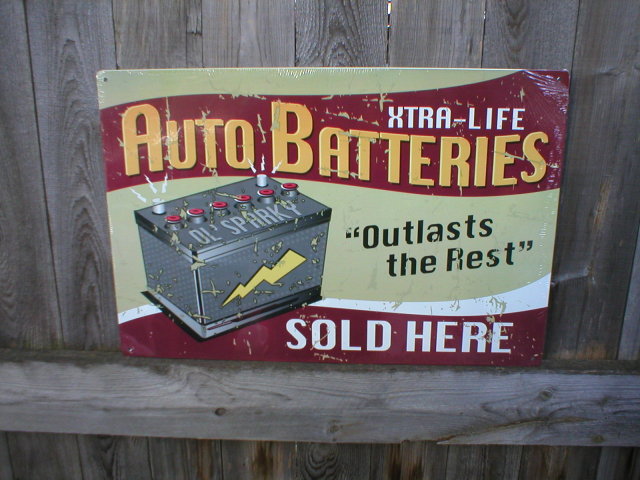 XTRA-LIFE
AUTO BATTERIES
OL' SPARKY
"Outlasts
the Rest"
SOLD HERE